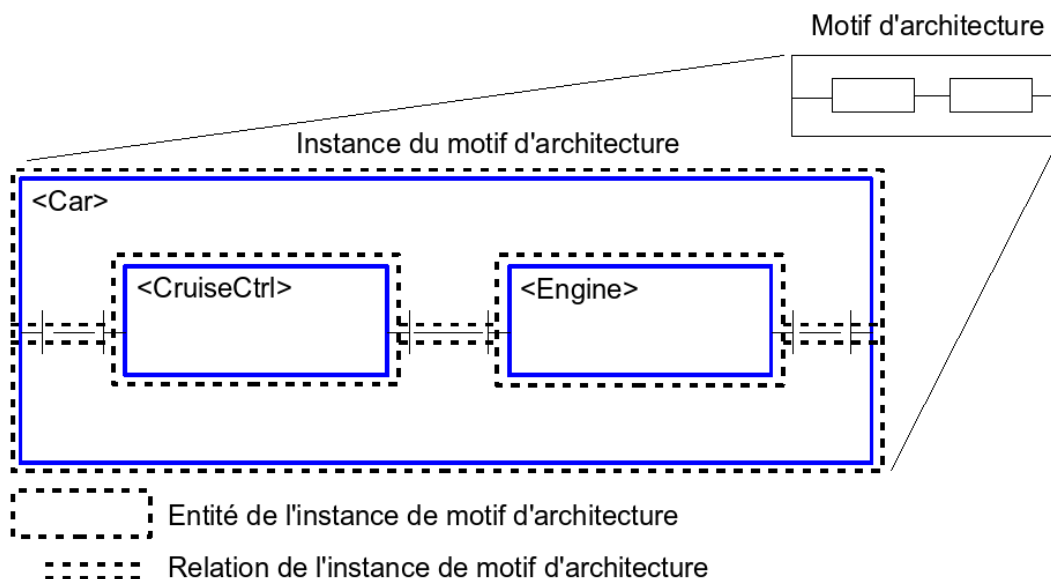 Motif d'architecture
Instance du motif d'architecture
<Car>
<CruiseCtrl>
<Engine>
Entité de l'instance de motif d'architecture
Relation de l'instance de motif d'architecture